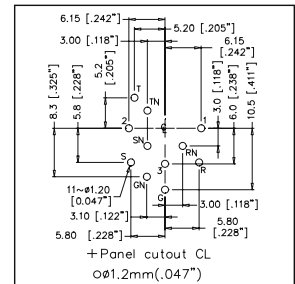 6.15 [.242"]
5.20 [.205"]
3.00 [.118"]
6.15
[.242"]
8.3 [.325"]
5.8 [.228"]
5.2
[.205"]
3.0 [.118"]
6.0 [.238"]
10.5 [.411"]
T
TN
2
1
SN
RN
S
3
R
11~ø1.20
[0.047"]
GN
G
3.10 [.122"]
3.00 [.118"]
5.80 [.228"]
5.80
[.228"]
+Panel cutout CL
Oø1.2mm(.047")